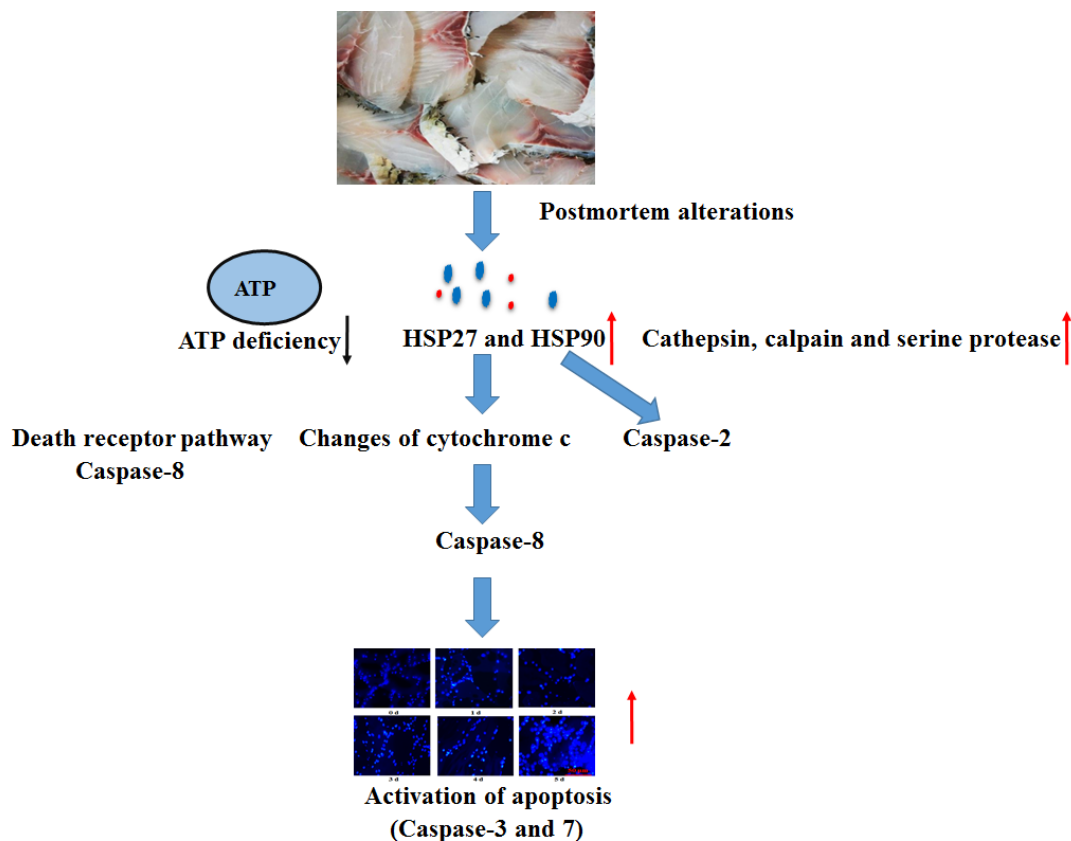 Postmortem alterations
ATP
ATP deficiency
HSP27 and HSP90
Cathepsin, calpain and serine protease
Death receptor pathway
Caspase-8
Changes of cytochrome c
Caspase-2
Caspase-8
0 d
1 d
2 d
3 d
4 d
5 d
Activation of apoptosis
(Caspase-3 and 7)